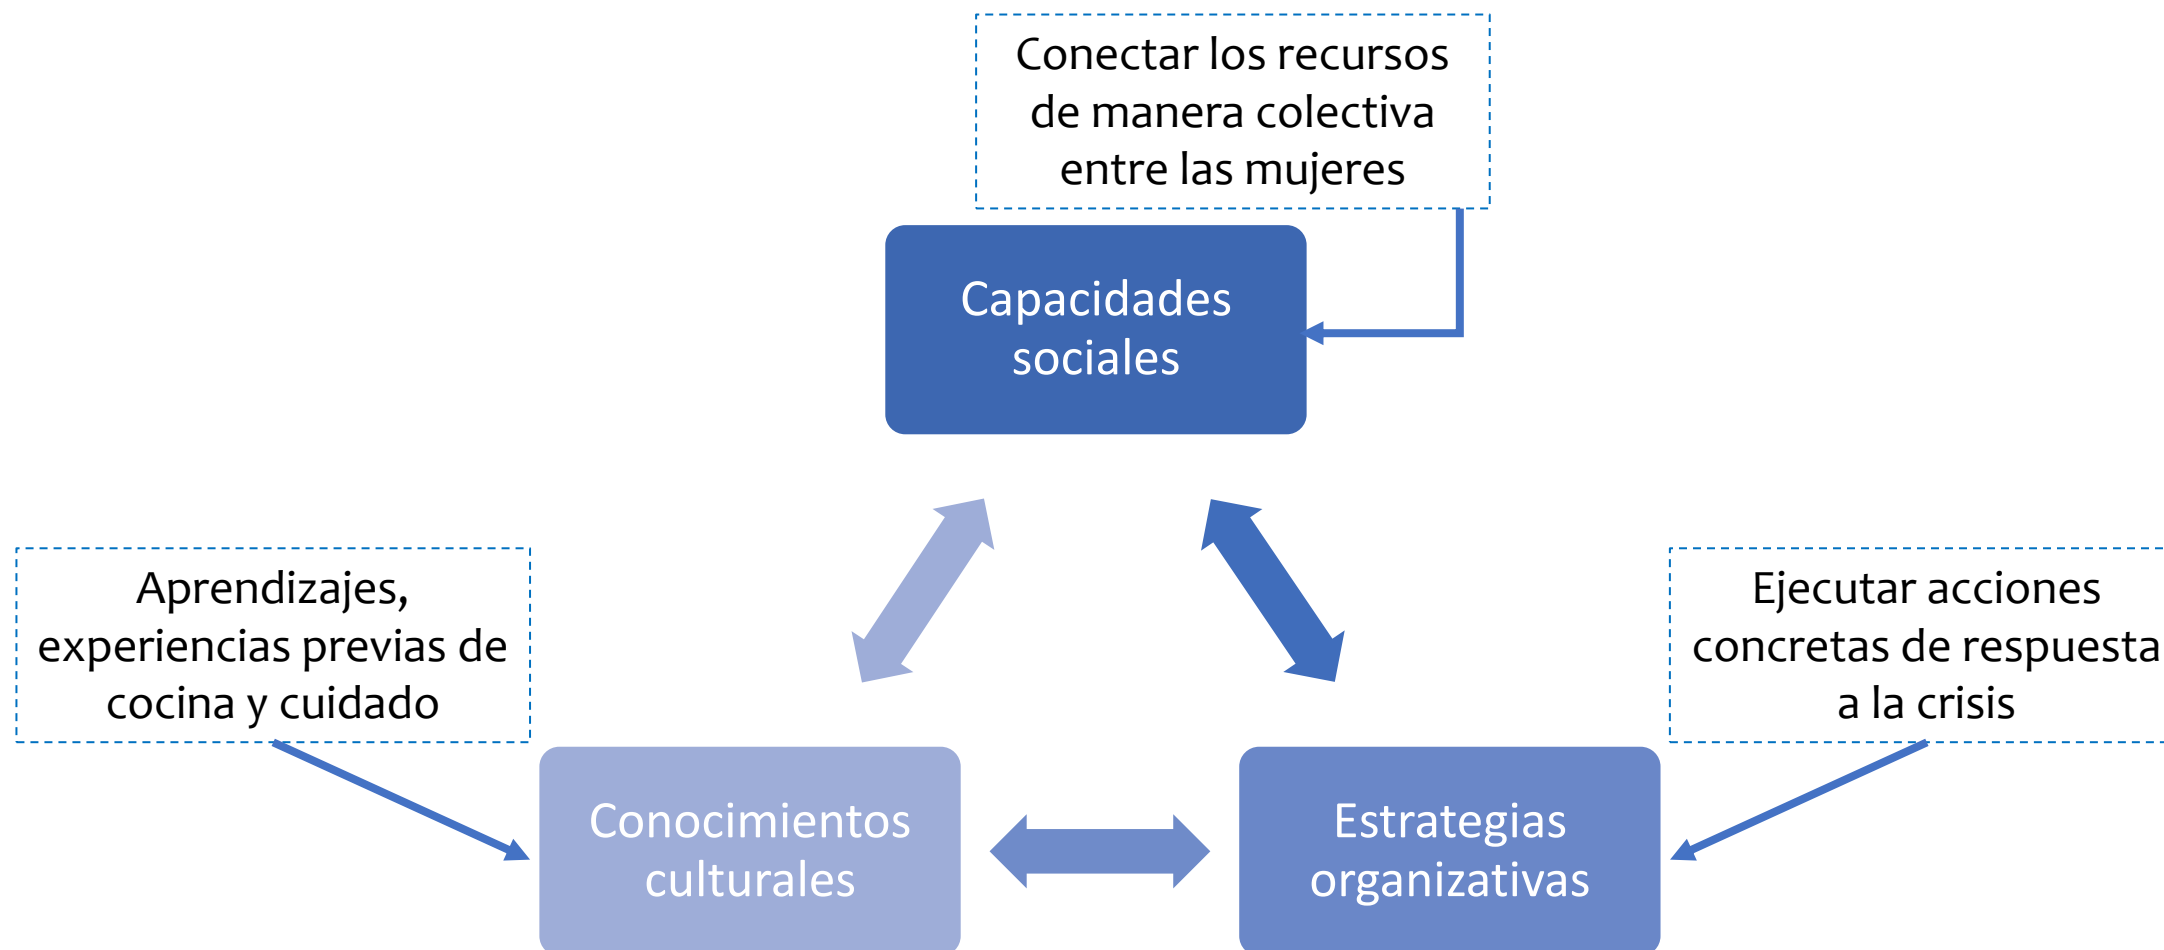 Conectar los recursos
de manera colectiva
entre las mujeres
Capacidades
sociales
Aprendizajes,
experiencias previas de
cocina y cuidado
Ejecutar acciones
concretas de respuesta
a la crisis
Conocimientos
culturales
Estrategias
organizativas